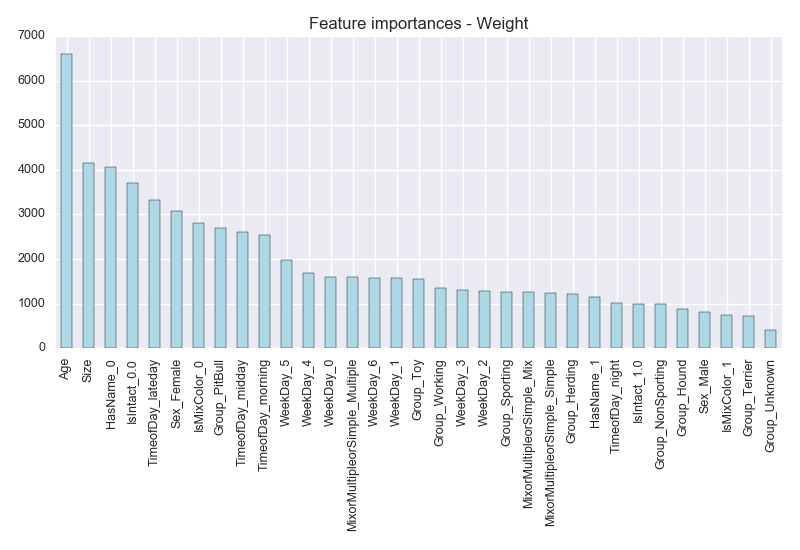 Feature importances - Weight
7000
6000
5000
4000
3000
2000
1000
0
Age
Size
HasName_0
IsIntact_0.0
TimeofDay_lateday
Sex_Female
IsMixColor_0
Group_PitBull
TimeofDay_midday
TimeofDay_morning
WeekDay_5
WeekDay_4
WeekDay_0
MixorMultipleorSimple_Multiple
WeekDay_6
WeekDay_1
Group_Toy
Group_Working
WeekDay_3
WeekDay_2
Group_Sporting
MixorMultipleorSimple_Mix
MixorMultipleorSimple_Simple
Group_Herding
HasName_1
TimeofDay_night
IsIntact_1.0
Group_NonSporting
Group_Hound
Sex_Male
IsMixColor_1
Group_Terrier
Group_Unknown